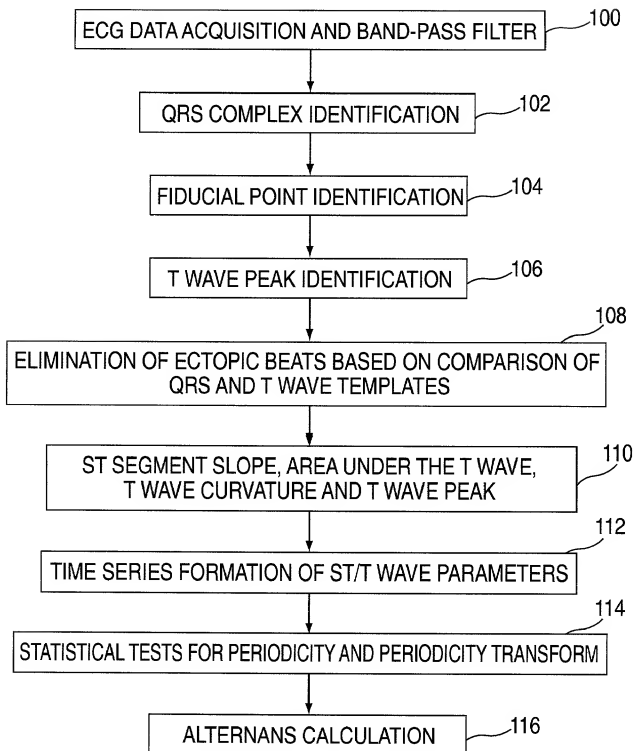 ECG DATA ACQUISITION AND BAND-PASS FILTER
100
QRS COMPLEX IDENTIFICATION
102
FIDUCIAL POINT IDENTIFICATION
104
T WAVE PEAK IDENTIFICATION
106
108
ELIMINATION OF ECTOPIC BEATS BASED ON COMPARISON OF
QRS AND T WAVE TEMPLATES
ST SEGMENT SLOPE, AREA UNDER THE T WAVE,
T WAVE CURVATURE AND T WAVE PEAK
110
112
TIME SERIES FORMATION OF ST/T WAVE PARAMETERS
114
STATISTICAL TESTS FOR PERIODICITY AND PERIODICITY TRANSFORM
ALTERNANS CALCULATION
116